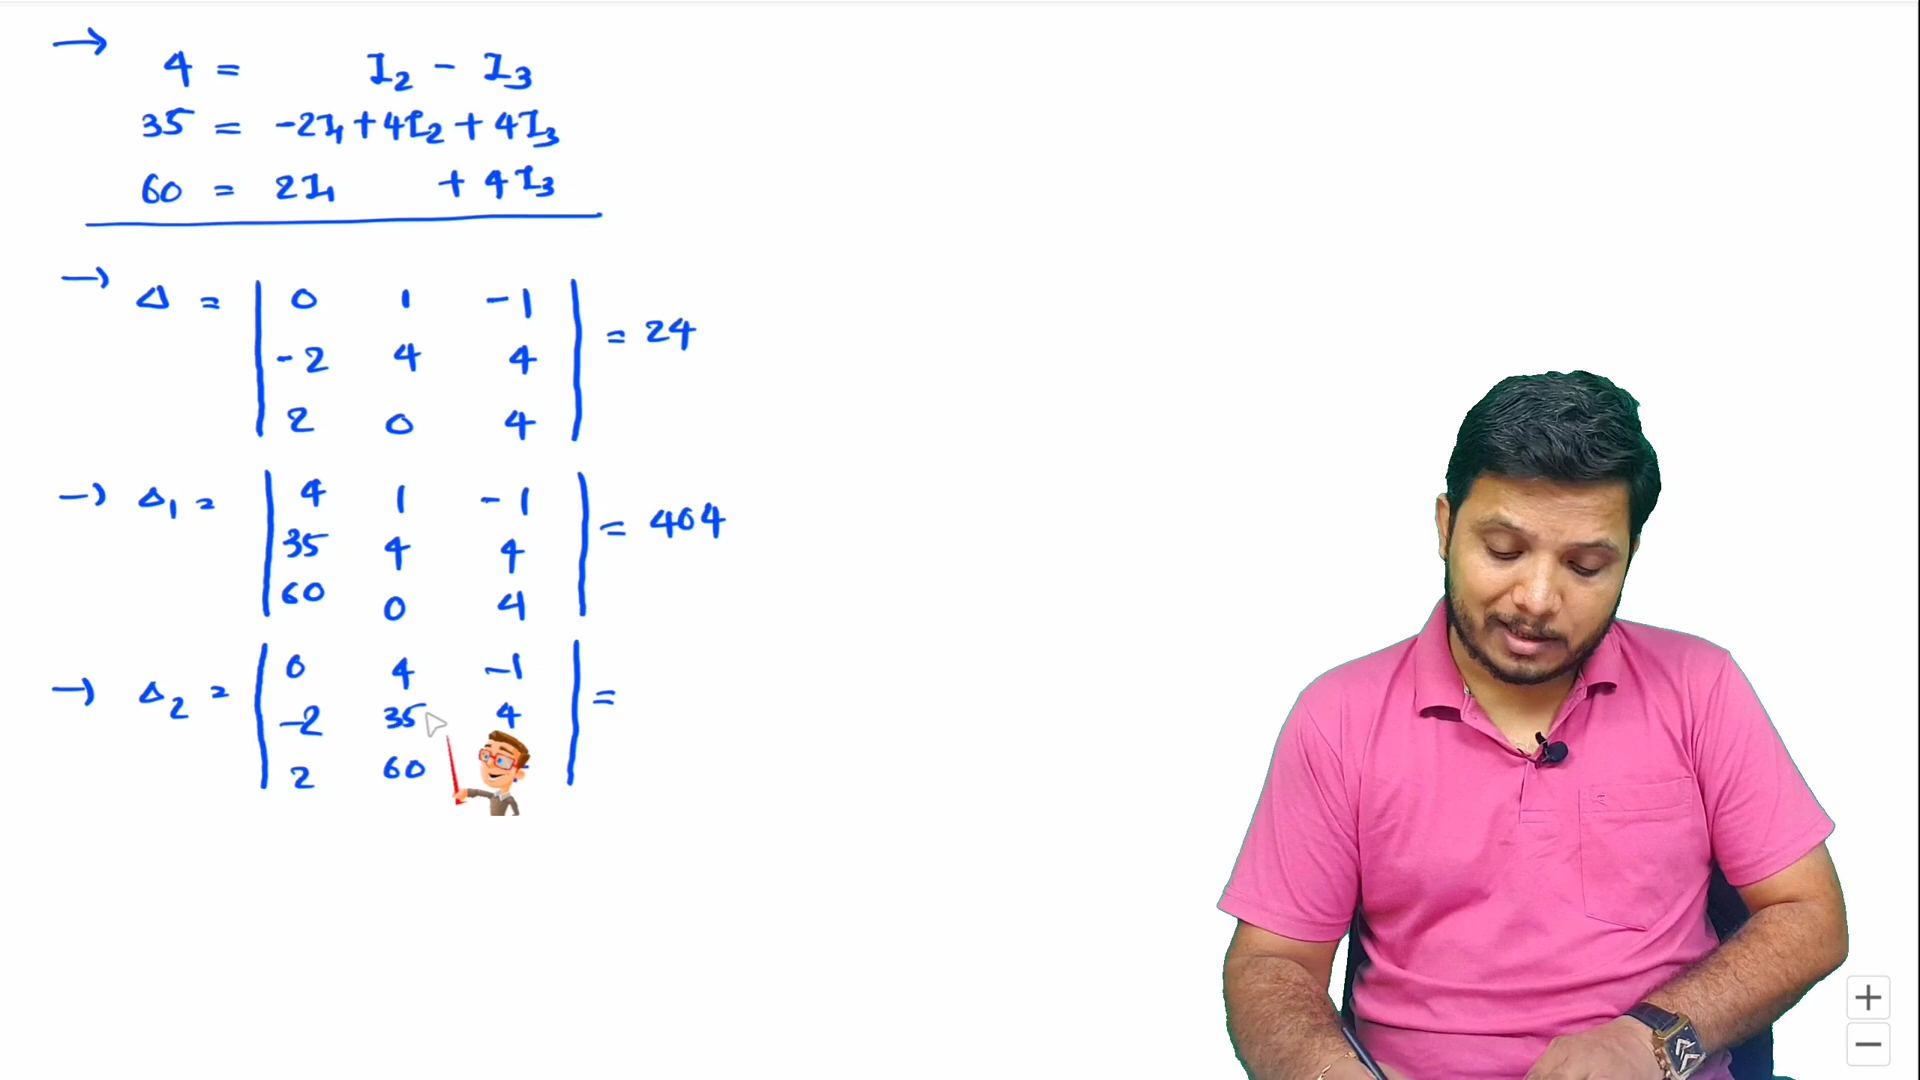 →
4 = I₂ - I₃
35 = -2I₁ + 4I₂ + 4I₃
60 = 2I₁ + 4I₃
→ Δ = | 0 1 -1 | = 24
| -2 4 4 |
| 2 0 4 |
→ Δ₁ = | 4 1 -1 | = 404
| 35 4 4 |
| 60 0 4 |
→ Δ₂ = | 0 4 -1 | =
| -2 35 4 |
| 2 60 |